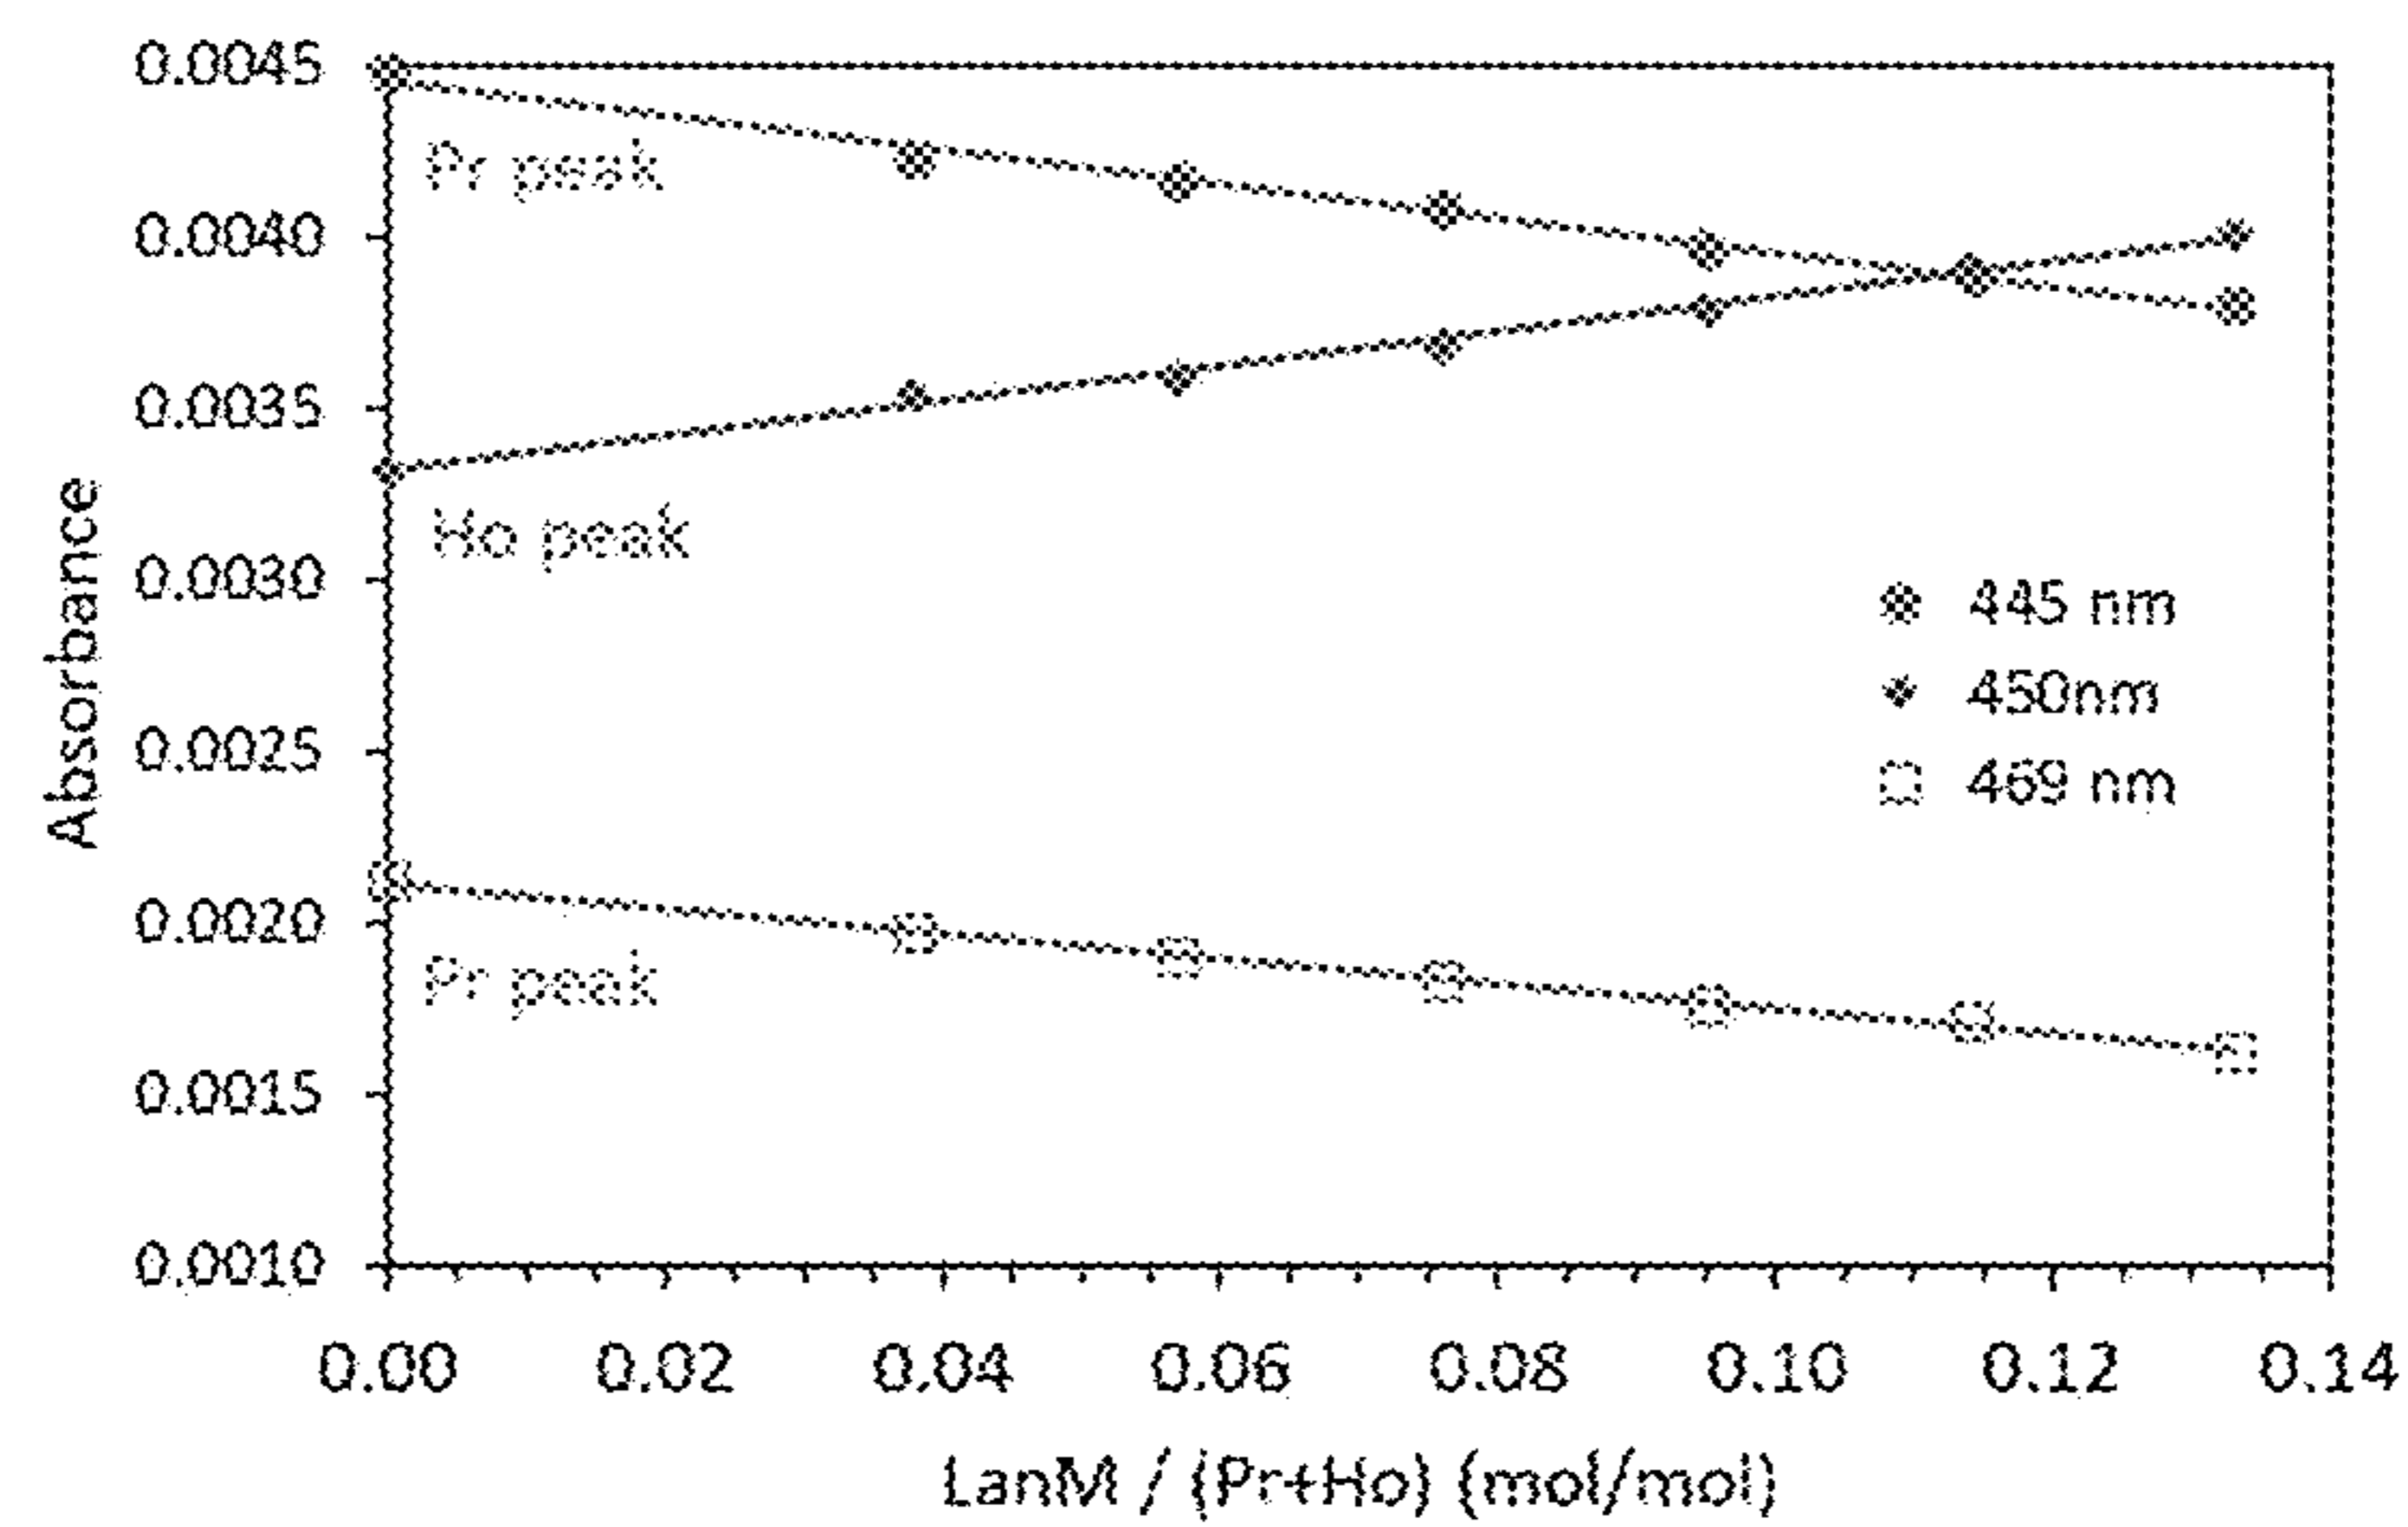 0.0045
Pr peak
0.0040
0.0035
Ho peak
0.0030
445 nm
450nm
0.0025
469 nm
0.0020
Pr peak
0.0015
0.0010
Absorbance
0.00 0.02 0.04 0.06 0.08 0.10 0.12 0.14
LanM / (Pr+Ho) (mol/mol)